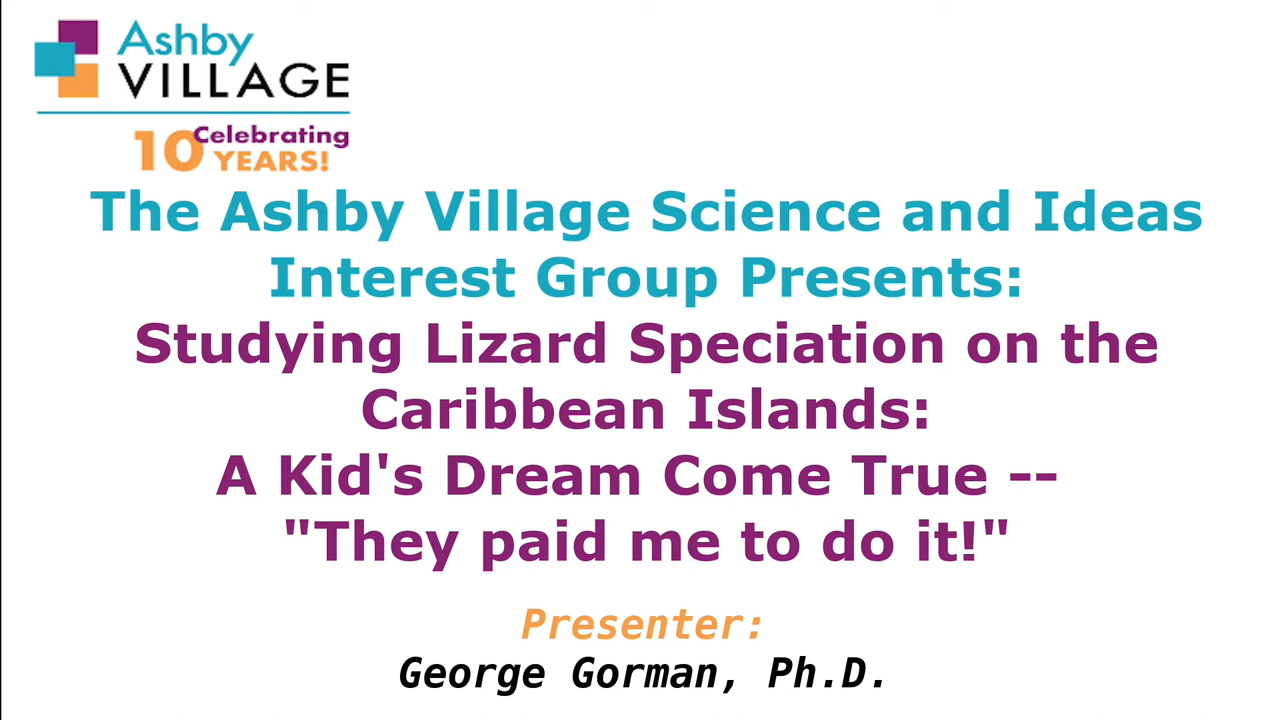 Ashby
VILLAGE
Celebrating
10 YEARS!
The Ashby Village Science and Ideas
Interest Group Presents:
Studying Lizard Speciation on the
Caribbean Islands:
A Kid's Dream Come True --
"They paid me to do it!"
Presenter:
George Gorman, Ph.D.